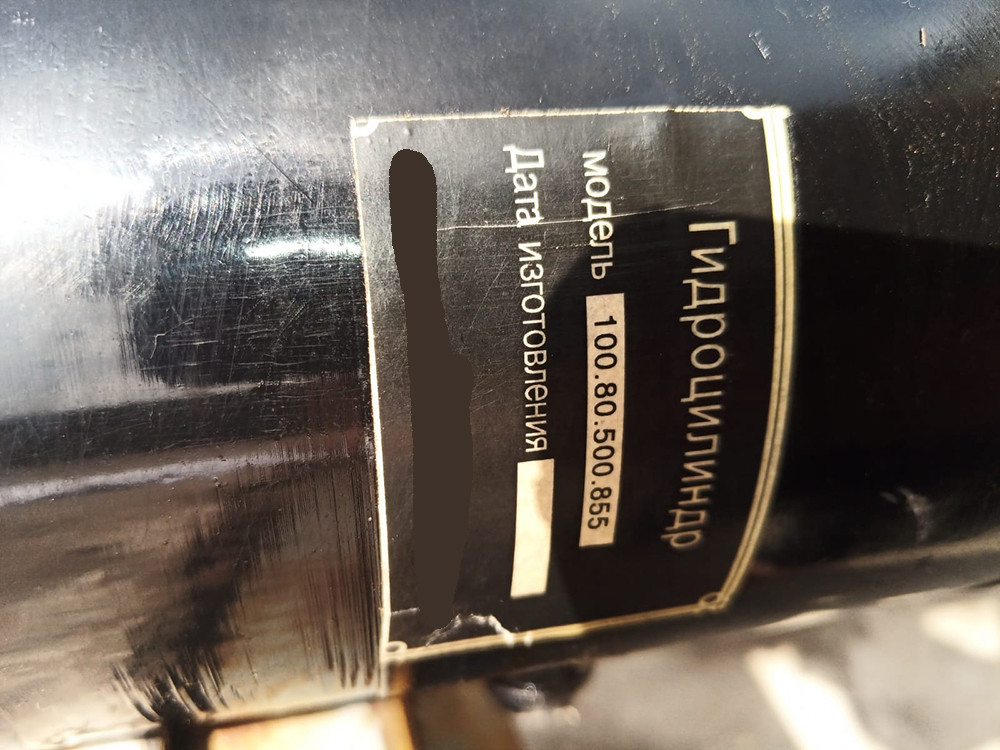 Гидроцилиндр
модель 100.80.500.855
Дата изготовления